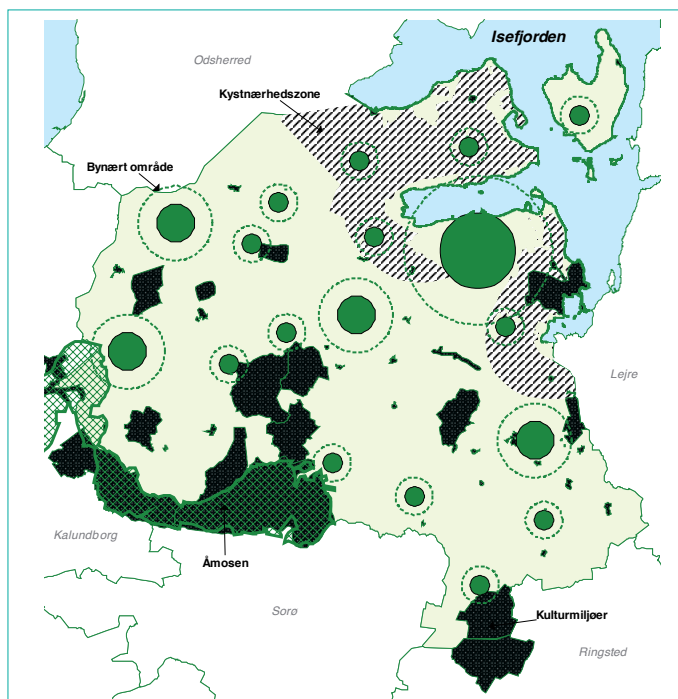 Isefjorden
Odsherred
Kystnærhedszone
Bynært område
Lejre
Kalundborg
Åmosen
Sorø
Kulturmiljøer
Ringsted